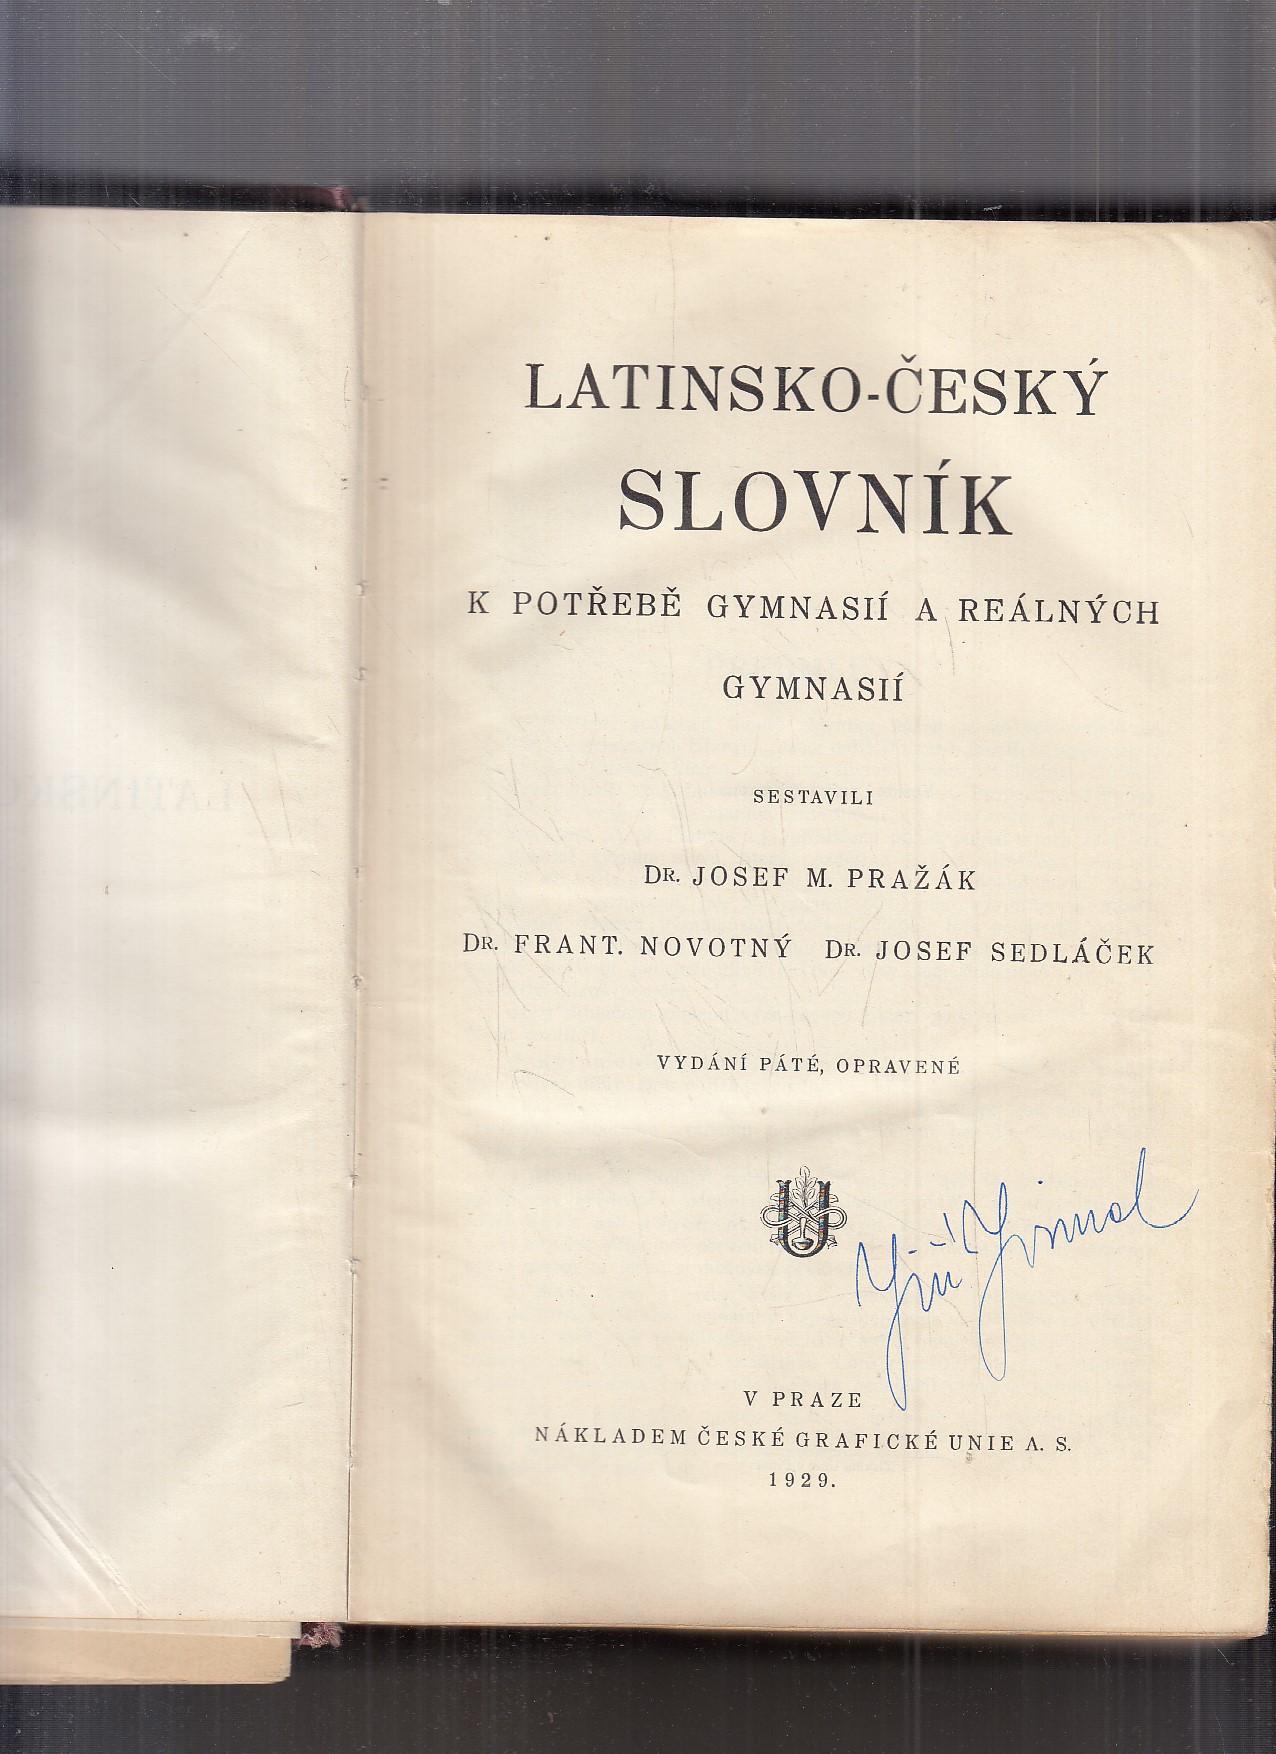 LATINSKO-ČESKÝ
SLOVNÍK
K POTŘEBĚ GYMNASIÍ A REÁLNÝCH
GYMNASIÍ
SESTAVILI
DR. JOSEF M. PRAŽÁK
DR. FRANT. NOVOTNÝ DR. JOSEF SEDLÁČEK
VYDÁNÍ PÁTÉ, OPRAVENÉ
U
Jiří
V PRAZE
NÁKLADEM ČESKÉ GRAFICKÉ UNIE A. S.
1929.